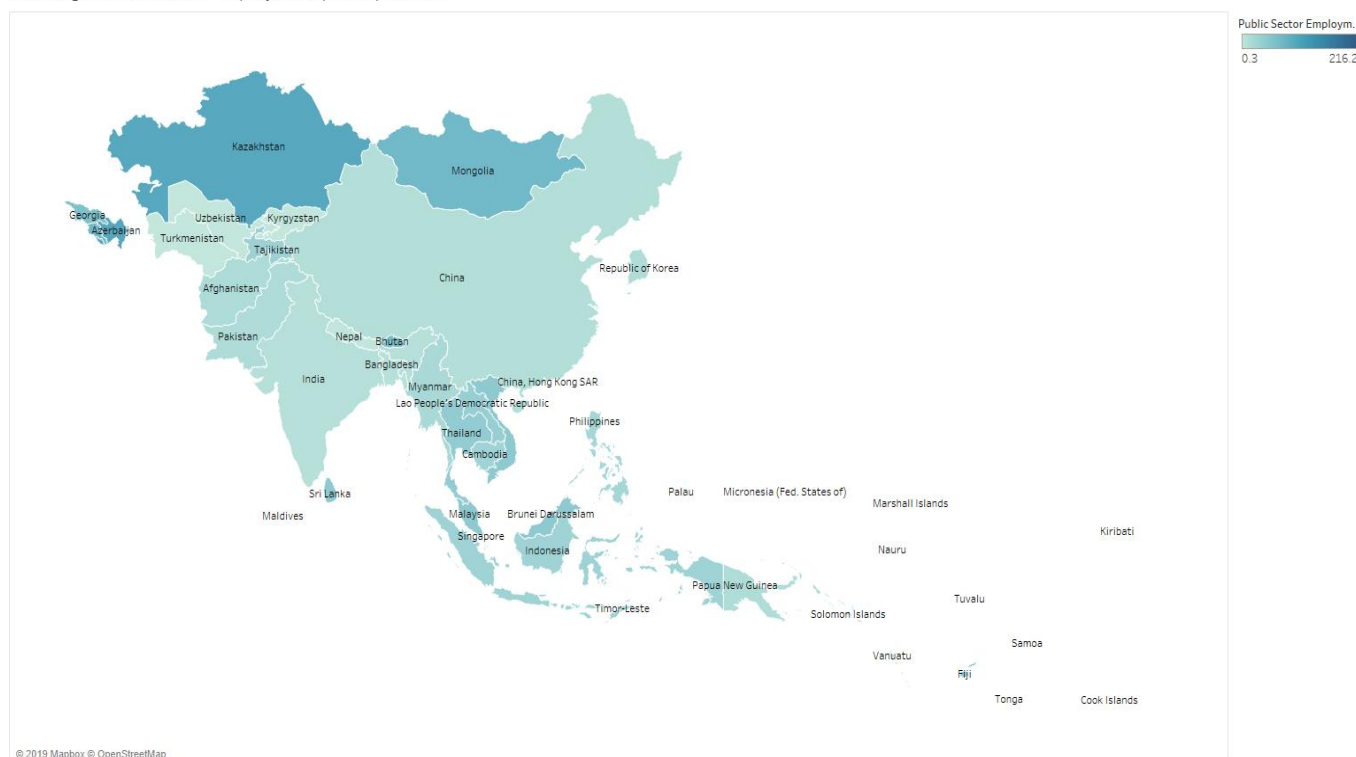 Public Sector Employm..
0.3 216.2
Kazakhstan
Mongolia
Georgia
Uzbekistan
Kyrgyzstan
Azerbaijan
Turkmenistan
Tajikistan
Republic of Korea
China
Afghanistan
Pakistan
Nepal
Bhutan
Bangladesh
India
Myanmar
China, Hong Kong SAR
Lao People's Democratic Republic
Philippines
Thailand
Cambodia
Sri Lanka
Palau
Micronesia (Fed. States of)
Marshall Islands
Maldives
Malaysia
Brunei Darussalam
Kiribati
Singapore
Indonesia
Nauru
Papua New Guinea
Timor-Leste
Solomon Islands
Tuvalu
Samoa
Vanuatu
Fiji
Tonga
Cook Islands
© 2019 Mapbox © OpenStreetMap